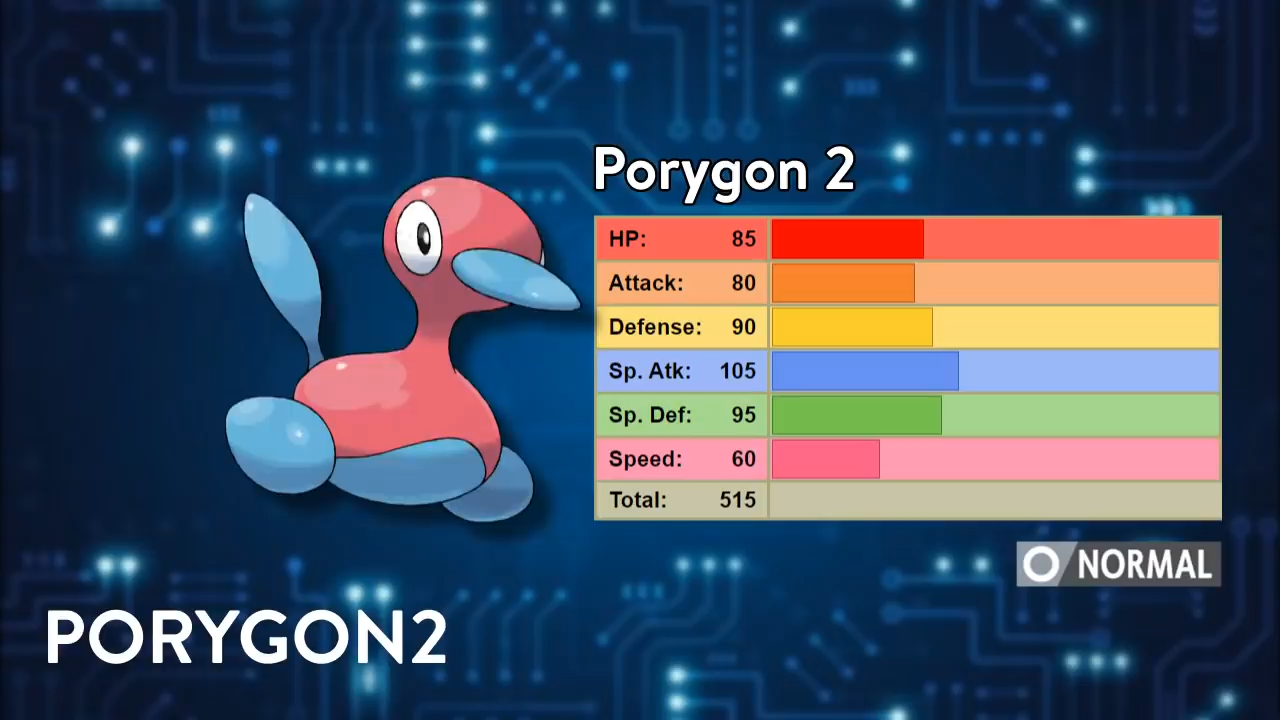 Porygon 2
HP: 85
Attack: 80
Defense: 90
Sp. Atk: 105
Sp. Def: 95
Speed: 60
Total: 515
NORMAL
PORYGON2